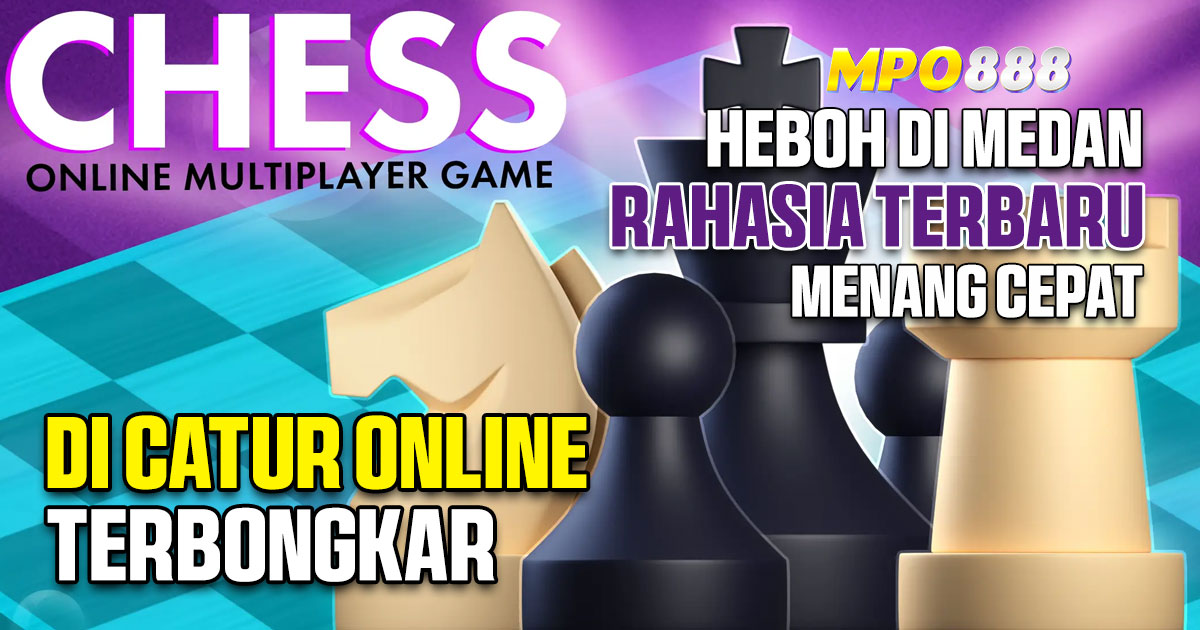 CHESS
ONLINE MULTIPLAYER GAME
MPO888
HEBOH DI MEDAN
RAHASIA TERBARU
MENANG CEPAT
DI CATUR ONLINE
TERBONGKAR